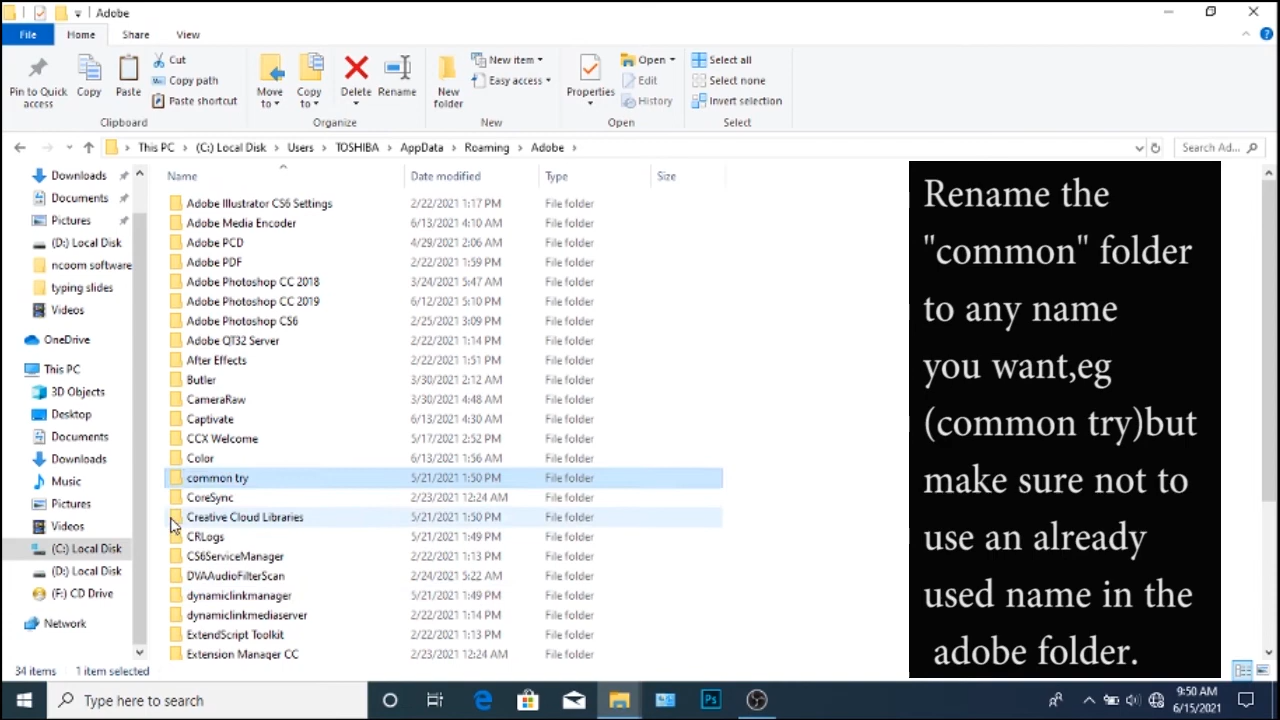 Adobe
File Home Share View
Pin to Quick access
Copy
Paste
Cut
Copy path
Paste shortcut
Move to
Copy to
Delete
Rename
New folder
New item
Easy access
Properties
Open
Edit
History
Select all
Select none
Invert selection
Clipboard Organize New Open Select
This PC > (C:) Local Disk > Users > TOSHIBA > AppData > Roaming > Adobe >
Search Ad...
Downloads
Documents
Pictures
(D:) Local Disk
ncoom software
typing slides
Videos
OneDrive
This PC
3D Objects
Desktop
Documents
Downloads
Music
Pictures
Videos
(C:) Local Disk
(D:) Local Disk
(F:) CD Drive
Network
Name Date modified Type Size
Adobe Illustrator CS6 Settings 2/22/2021 1:17 PM File folder
Adobe Media Encoder 6/13/2021 4:10 AM File folder
Adobe PCD 4/29/2021 2:06 AM File folder
Adobe PDF 2/22/2021 1:59 PM File folder
Adobe Photoshop CC 2018 3/24/2021 5:47 AM File folder
Adobe Photoshop CC 2019 6/12/2021 5:10 PM File folder
Adobe Photoshop CS6 2/25/2021 3:09 PM File folder
Adobe QT32 Server 2/22/2021 1:14 PM File folder
After Effects 2/22/2021 1:51 PM File folder
Butler 3/30/2021 2:12 AM File folder
CameraRaw 3/30/2021 4:48 AM File folder
Captivate 6/13/2021 4:30 AM File folder
CCX Welcome 5/17/2021 2:52 PM File folder
Color 6/13/2021 1:56 AM File folder
common try 5/21/2021 1:50 PM File folder
CoreSync 2/23/2021 12:24 AM File folder
Creative Cloud Libraries 5/21/2021 1:50 PM File folder
CRLogs 5/21/2021 1:49 PM File folder
CS6ServiceManager 2/22/2021 1:13 PM File folder
DVAAudioFilterScan 2/24/2021 5:22 AM File folder
dynamiclinkmanager 5/21/2021 1:49 PM File folder
dynamiclinkmediaserver 2/22/2021 1:14 PM File folder
ExtendScript Toolkit 2/22/2021 1:13 PM File folder
Extension Manager CC 2/23/2021 12:24 AM File folder
Rename the
"common" folder
to any name
you want,eg
(common try)but
make sure not to
use an already
used name in the
adobe folder.
34 items 1 item selected
Type here to search
Ps
9:50 AM
6/15/2021